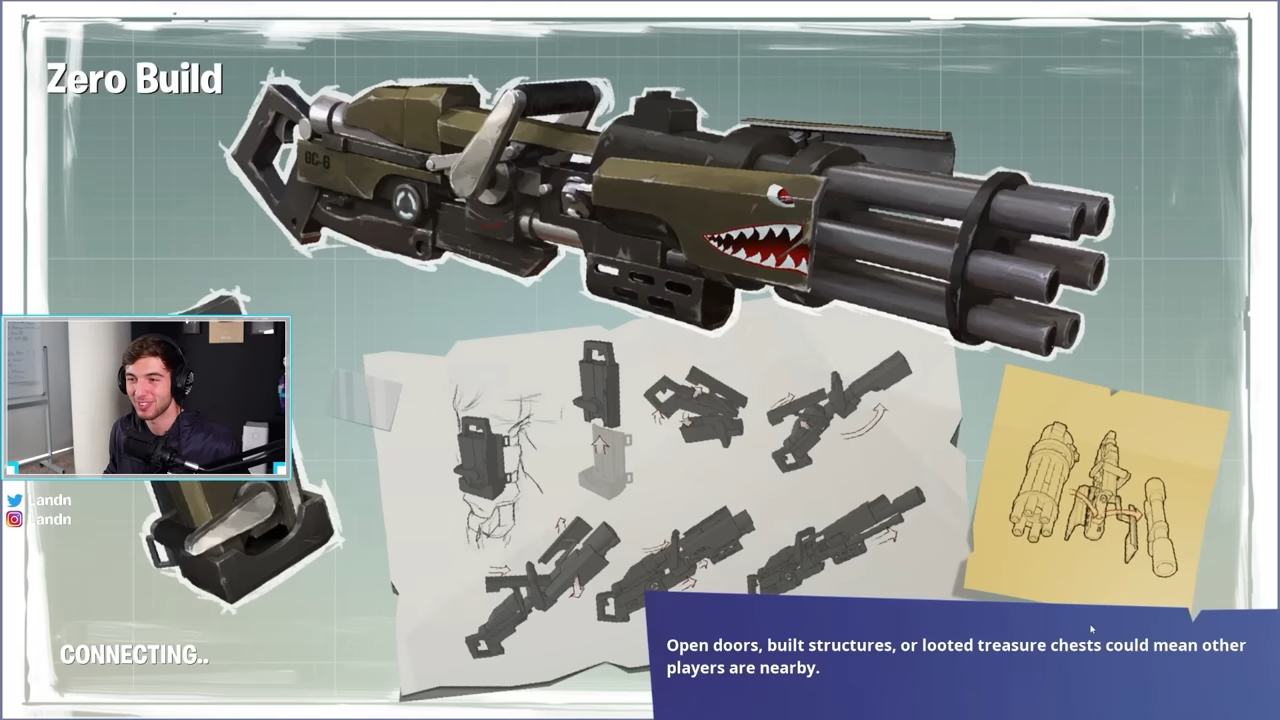 Zero Build
GC-6
Landn
Landn
CONNECTING..
Open doors, built structures, or looted treasure chests could mean other
players are nearby.